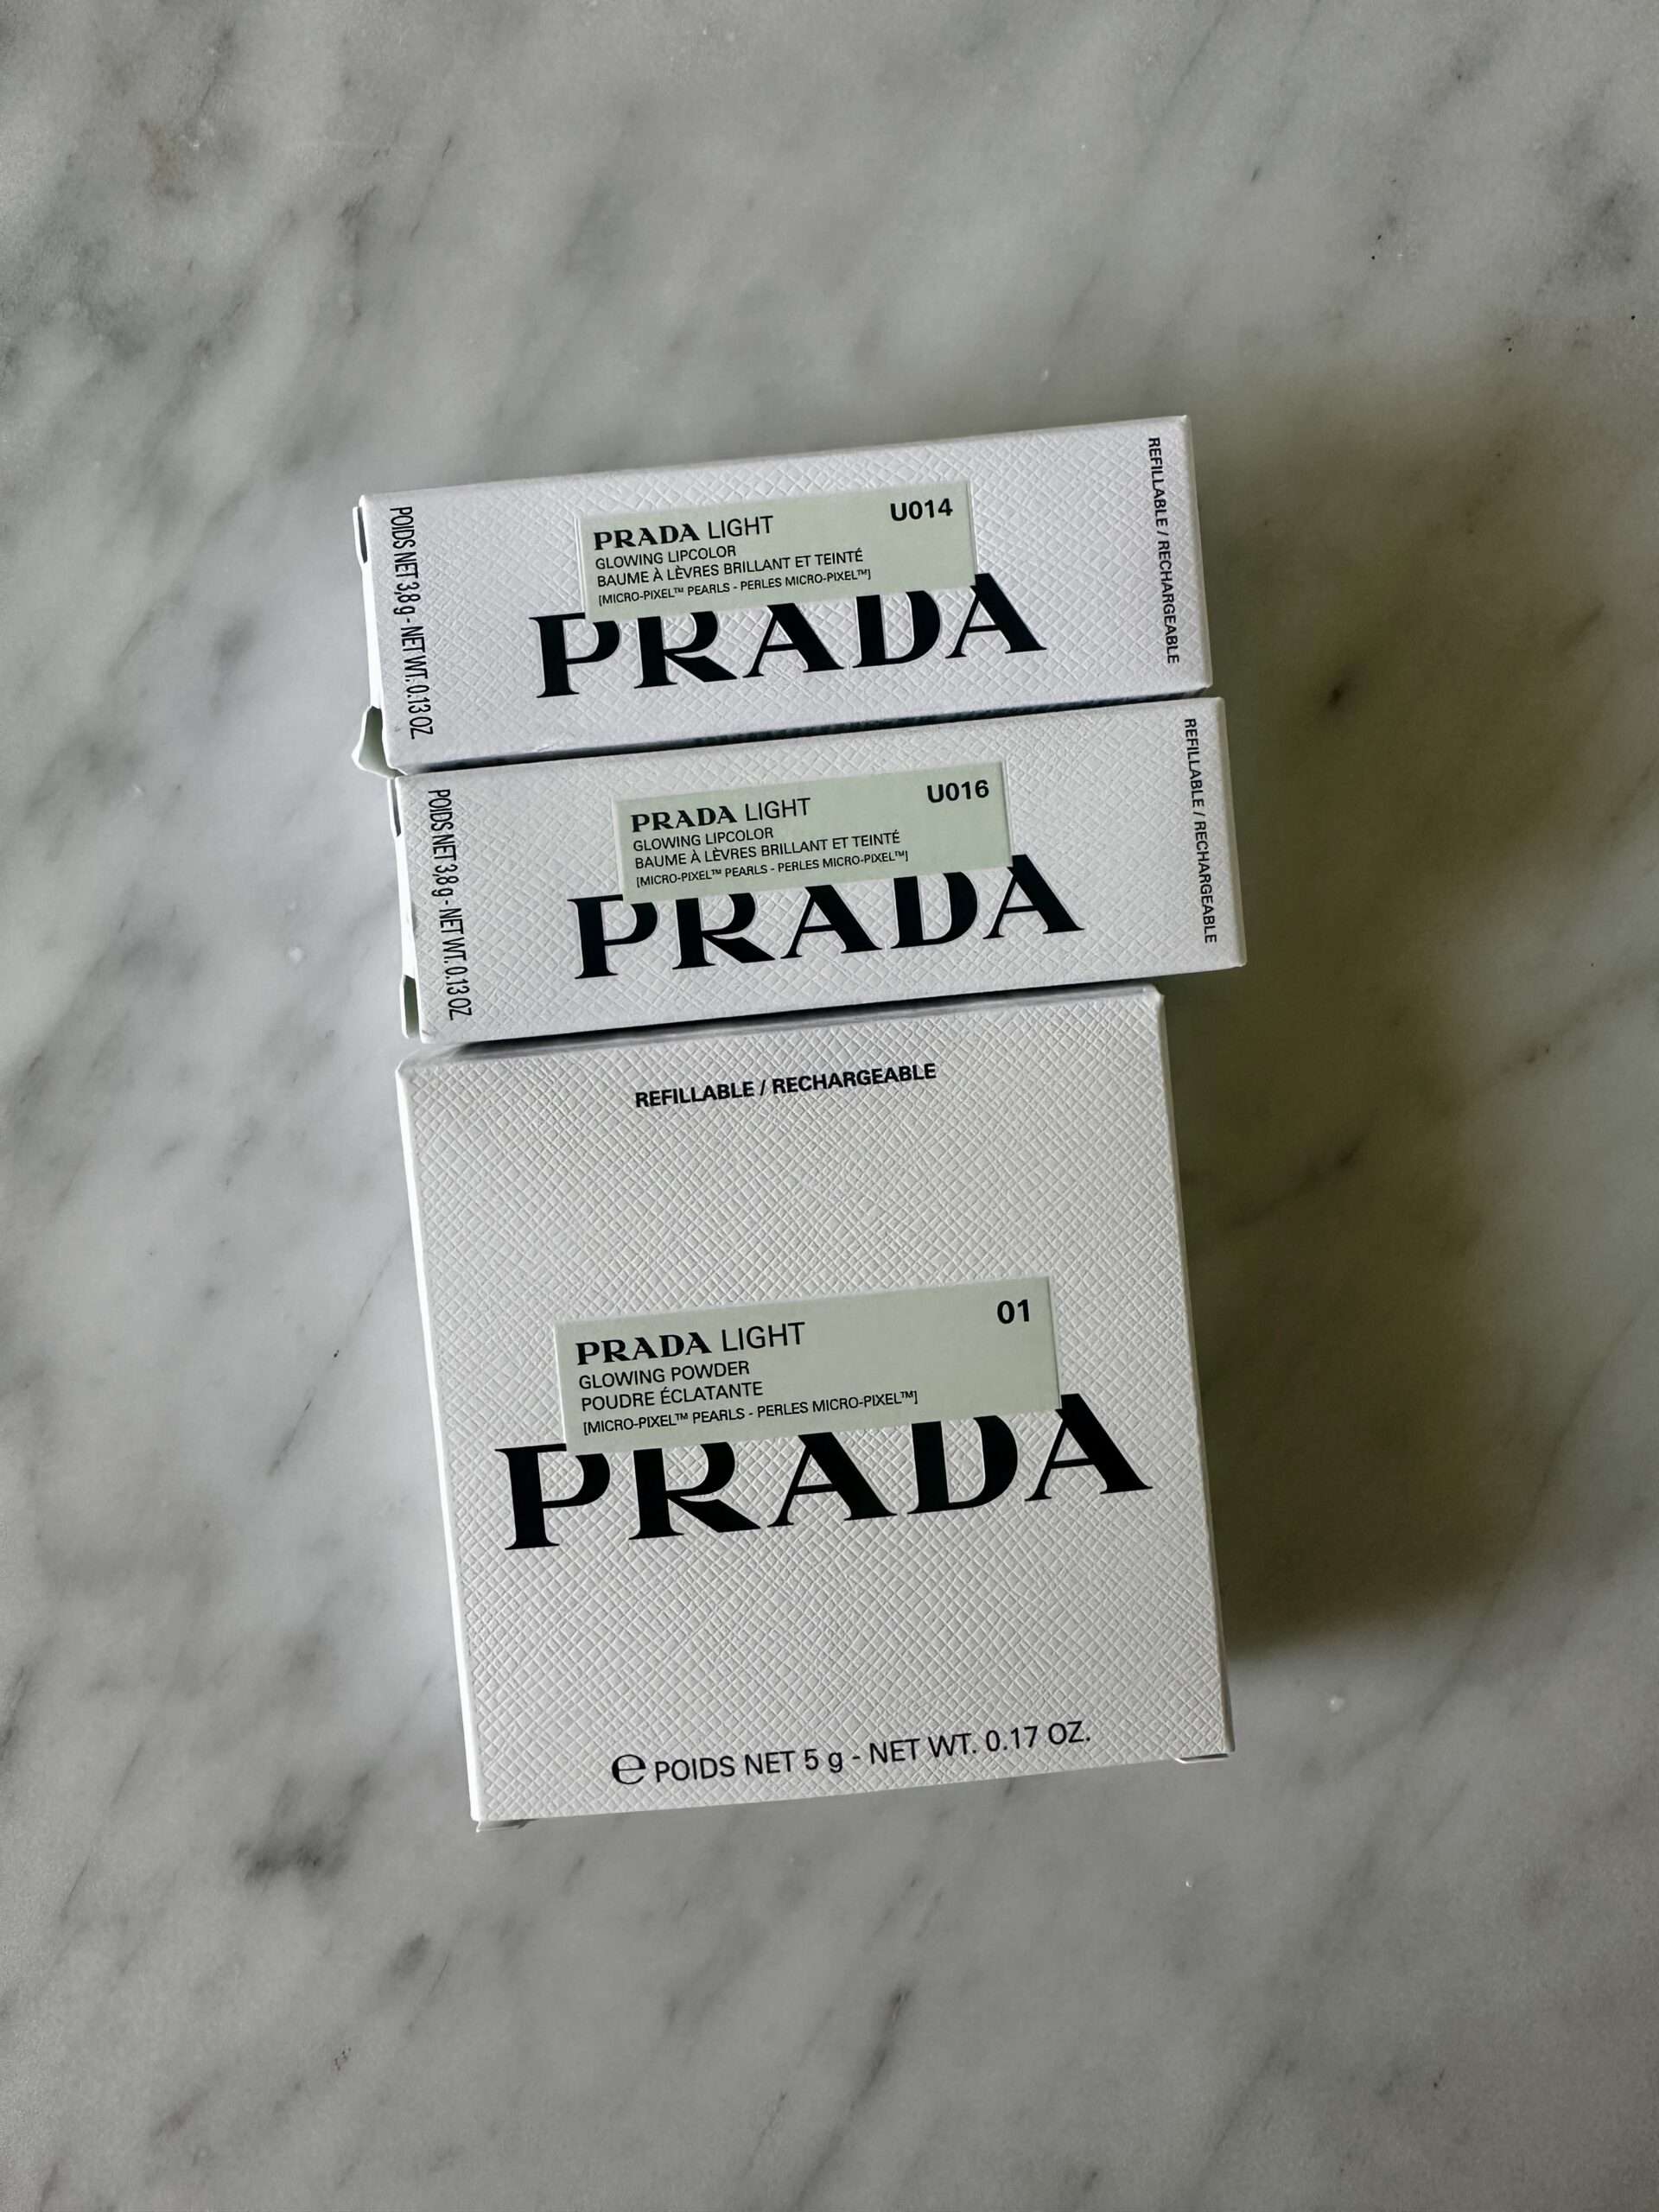 POIDS NET 3,8 g - NET WT. 0.13 OZ.
PRADA LIGHT U014
GLOWING LIPCOLOR
BAUME À LÈVRES BRILLANT ET TEINTÉ
[MICRO-PIXEL™ PEARLS - PERLES MICRO-PIXEL™]
PRADA
REFILLABLE / RECHARGEABLE
POIDS NET 3,8 g - NET WT. 0.13 OZ.
PRADA LIGHT U016
GLOWING LIPCOLOR
BAUME À LÈVRES BRILLANT ET TEINTÉ
[MICRO-PIXEL™ PEARLS - PERLES MICRO-PIXEL™]
PRADA
REFILLABLE / RECHARGEABLE
REFILLABLE / RECHARGEABLE
PRADA LIGHT 01
GLOWING POWDER
POUDRE ÉCLATANTE
[MICRO-PIXEL™ PEARLS - PERLES MICRO-PIXEL™]
PRADA
℮ POIDS NET 5 g - NET WT. 0.17 OZ.